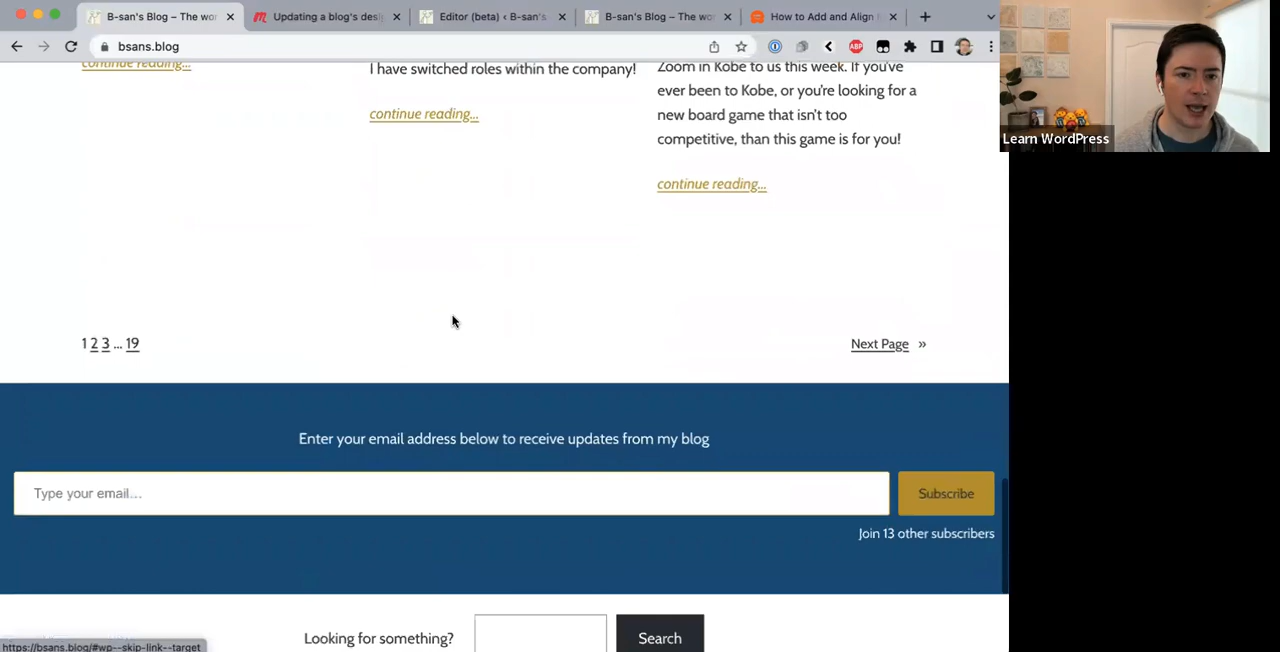 B-san's Blog – The wor
Updating a blog's desi
Editor (beta) ‹ B-san's
B-san's Blog – The wor
How to Add and Align
bsans.blog
ABP
continue reading...
I have switched roles within the company!
continue reading...
Zoom in Kobe to us this week. If you've
ever been to Kobe, or you're looking for a
new board game that isn't too
competitive, than this game is for you!
continue reading...
Learn WordPress
1 2 3 … 19
Next Page »
Enter your email address below to receive updates from my blog
Type your email…
Subscribe
Join 13 other subscribers
Looking for something?
Search
https://bsans.blog/#wp--skip-link--target